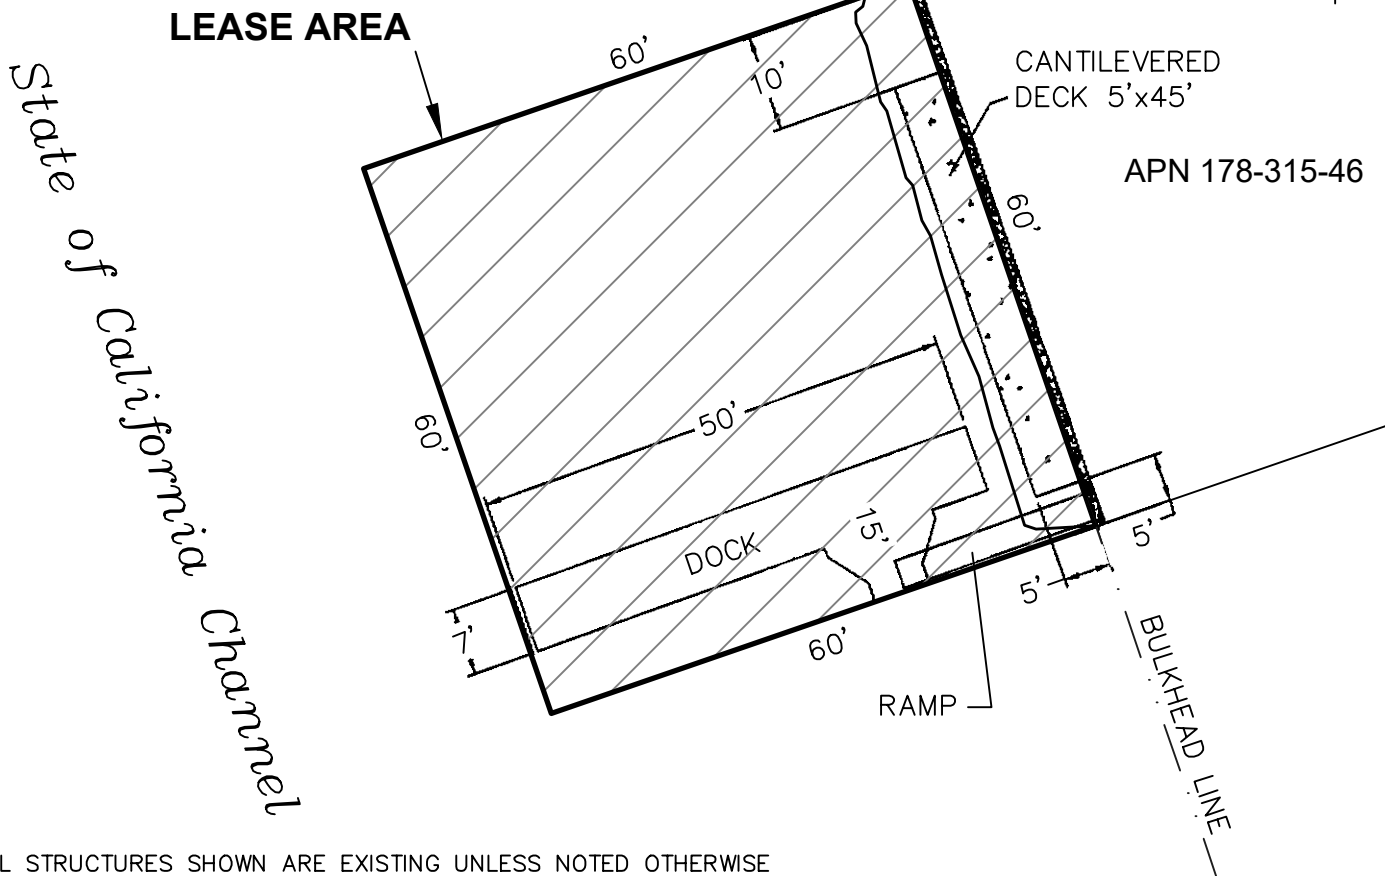 LEASE AREA
60'
10'
CANTILEVERED
DECK 5'x45'
APN 178-315-46
State of California Channel
60'
60'
50'
15'
DOCK
7'
60'
5'
5'
RAMP
BULKHEAD LINE
L STRUCTURES SHOWN ARE EXISTING UNLESS NOTED OTHERWISE